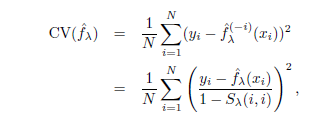 CV(f̂_λ) = 1/N ∑_{i=1}^{N} (y_i − f̂_λ^{(−i)}(x_i))²
= 1/N ∑_{i=1}^{N} ( (y_i − f̂_λ(x_i)) / (1 − S_λ(i, i)) )²,